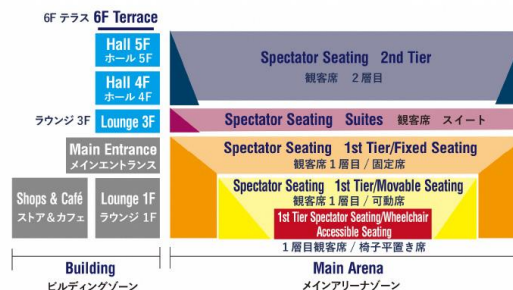 6F テラス 6F Terrace
Hall 5F
ホール 5F
Hall 4F
ホール 4F
ラウンジ 3F Lounge 3F
Main Entrance
メインエントランス
Shops & Café
ストア&カフェ
Lounge 1F
ラウンジ 1F
Building
ビルディングゾーン
Spectator Seating 2nd Tier
観客席 2層目
Spectator Seating Suites 観客席 スイート
Spectator Seating 1st Tier/Fixed Seating
観客席1層目 / 固定席
Spectator Seating 1st Tier/Movable Seating
観客席1層目 / 可動席
1st Tier Spectator Seating/Wheelchair
Accessible Seating
1層目観客席 / 椅子平置き席
Main Arena
メインアリーナゾーン